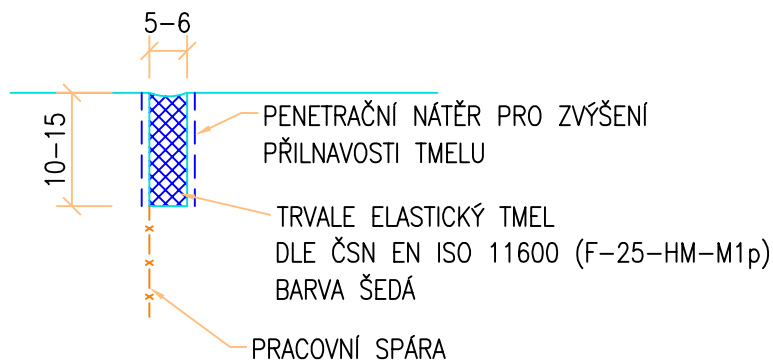 5-6
10-15
PENETRAČNÍ NÁTĚR PRO ZVÝŠENÍ
PŘILNAVOSTI TMELU
TRVALE ELASTICKÝ TMEL
DLE ČSN EN ISO 11600 (F-25-HM-M1p)
BARVA ŠEDÁ
PRACOVNÍ SPÁRA